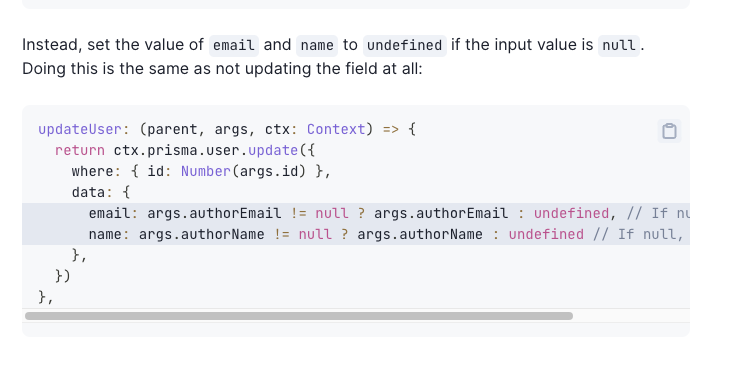 Instead, set the value of email and name to undefined if the input value is null.
Doing this is the same as not updating the field at all:
updateUser: (parent, args, ctx: Context) => {
  return ctx.prisma.user.update({
    where: { id: Number(args.id) },
    data: {
      email: args.authorEmail != null ? args.authorEmail : undefined, // If nu
      name: args.authorName != null ? args.authorName : undefined // If null,
    },
  })
},